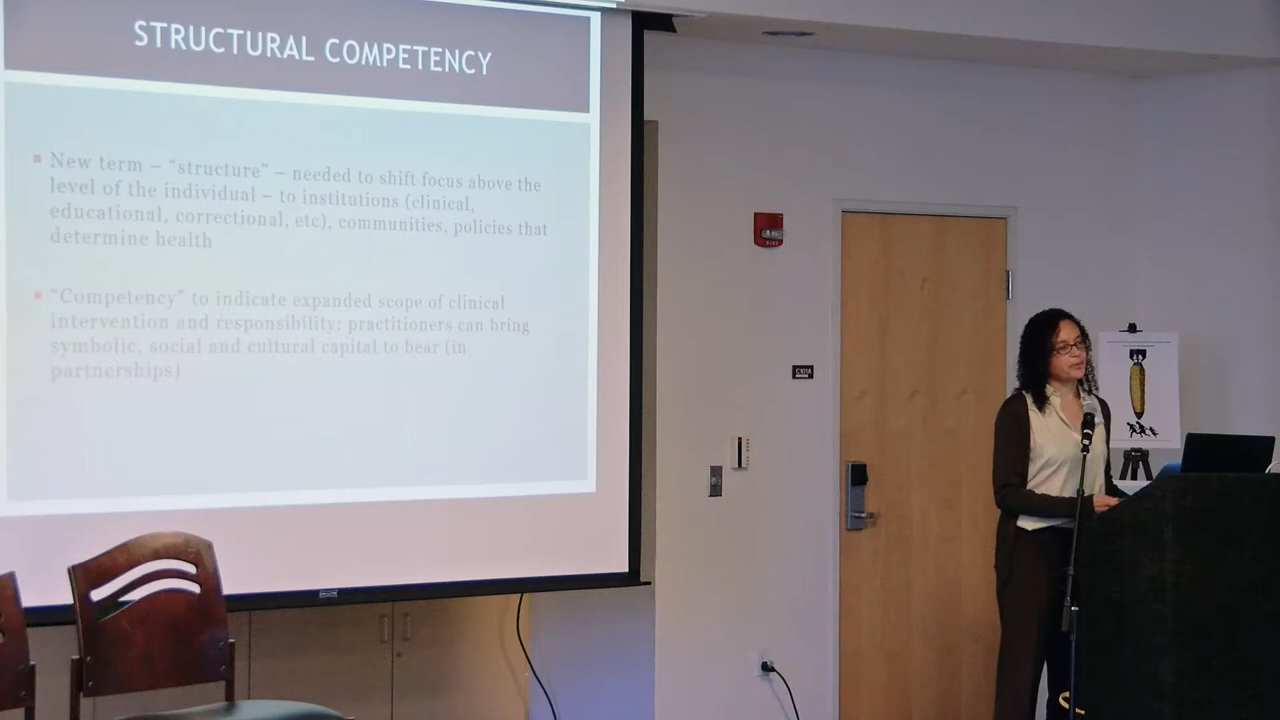 STRUCTURAL COMPETENCY
New term – "structure" – needed to shift focus above the
level of the individual – to institutions (clinical,
educational, correctional, etc), communities, policies that
determine health
"Competency" to indicate expanded scope of clinical
intervention and responsibility: practitioners can bring
symbolic, social and cultural capital to bear (in
partnerships)
FIRE
C101A